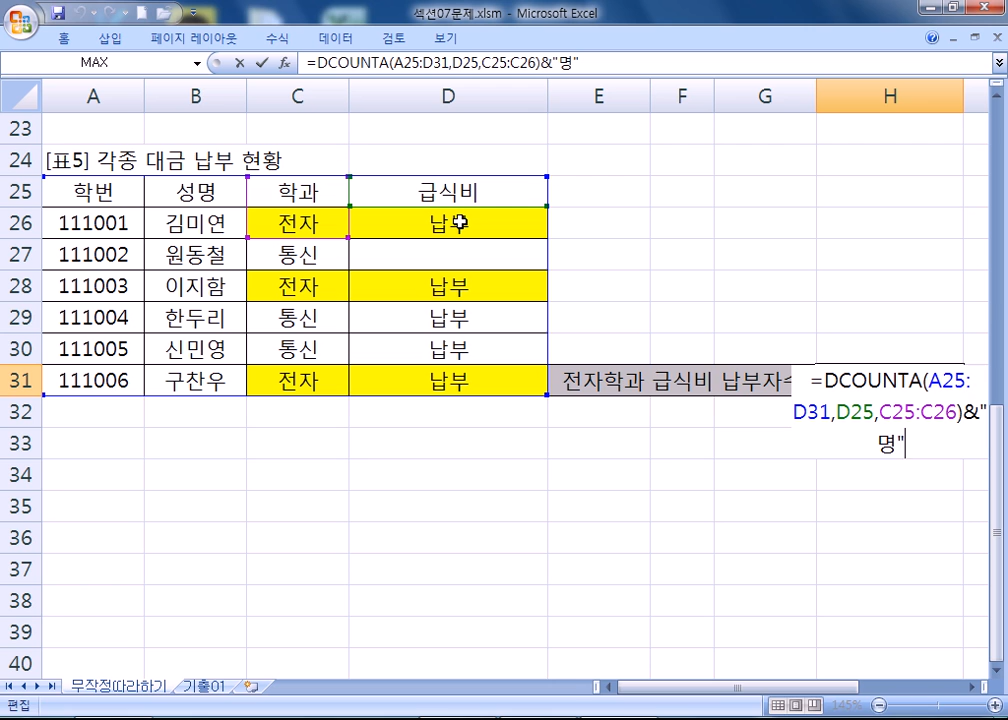 섹션07문제.xlsm - Microsoft Excel
홈 삽입 페이지 레이아웃 수식 데이터 검토 보기
MAX fx =DCOUNTA(A25:D31,D25,C25:C26)&"명"
A B C D E F G H
23
24 [표5] 각종 대금 납부 현황
25 학번 성명 학과 급식비
26 111001 김미연 전자 납부
27 111002 원동철 통신
28 111003 이지함 전자 납부
29 111004 한두리 통신 납부
30 111005 신민영 통신 납부
31 111006 구찬우 전자 납부 전자학과 급식비 납부자수 =DCOUNTA(A25:
32 D31,D25,C25:C26)&"
33 명"
34
35
36
37
38
39
40
무작정따라하기 기출01
편집 145%